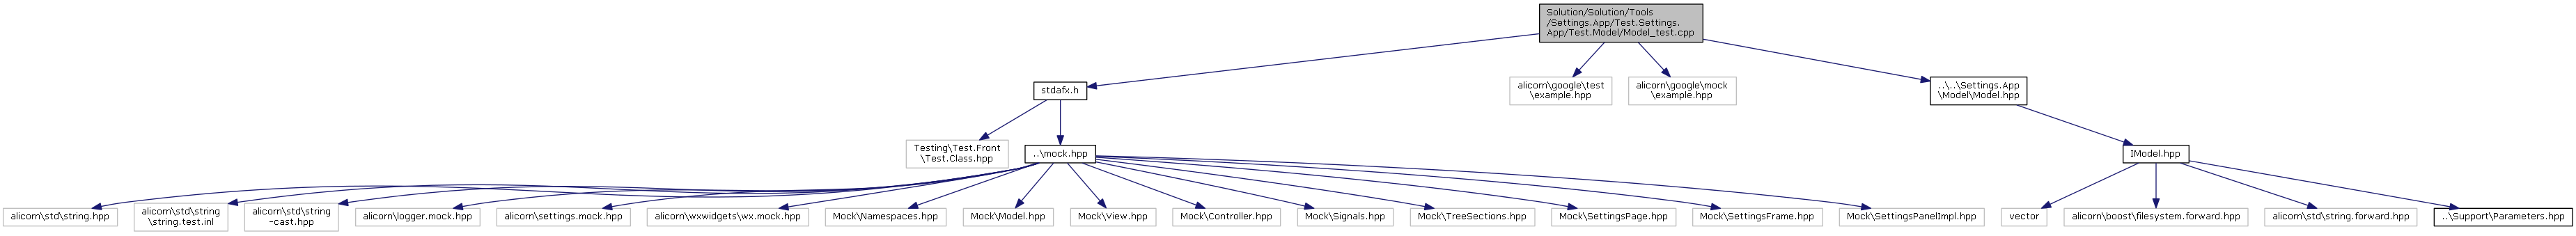 Solution/Solution/Tools
/Settings.App/Test.Settings.
App/Test.Model/Model_test.cpp
stdafx.h
alicorn\google\test
\example.hpp
alicorn\google\mock
\example.hpp
..\..\Settings.App
\Model\Model.hpp
Testing\Test.Front
\Test.Class.hpp
..\mock.hpp
IModel.hpp
alicorn\std\string.hpp
alicorn\std\string
\string.test.inl
alicorn\std\string
-cast.hpp
alicorn\logger.mock.hpp
alicorn\settings.mock.hpp
alicorn\wxwidgets\wx.mock.hpp
Mock\Namespaces.hpp
Mock\Model.hpp
Mock\View.hpp
Mock\Controller.hpp
Mock\Signals.hpp
Mock\TreeSections.hpp
Mock\SettingsPage.hpp
Mock\SettingsFrame.hpp
Mock\SettingsPanelImpl.hpp
vector
alicorn\boost\filesystem.forward.hpp
alicorn\std\string.forward.hpp
..\Support\Parameters.hpp